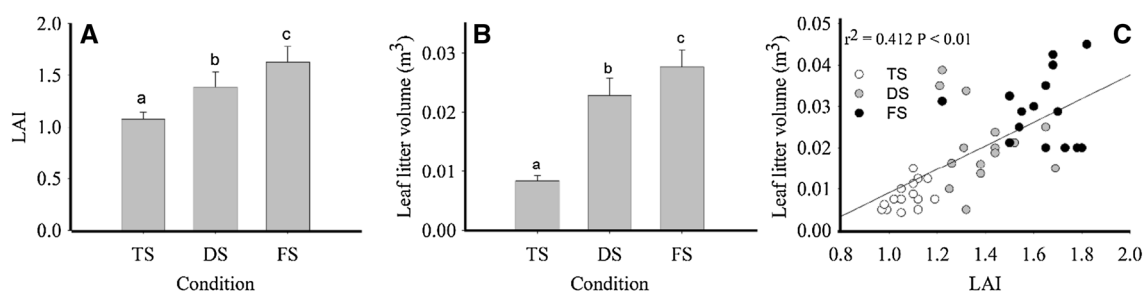 A
LAI
2.0
1.5
1.0
0.5
0.0
a
b
c
TS
DS
FS
Condition
B
Leaf litter volume (m³)
0.03
0.02
0.01
0.00
a
b
c
TS
DS
FS
Condition
C
Leaf litter volume (m³)
0.05
0.04
0.03
0.02
0.01
0.00
r² = 0.412 P < 0.01
TS
DS
FS
0.8 1.0 1.2 1.4 1.6 1.8 2.0
LAI